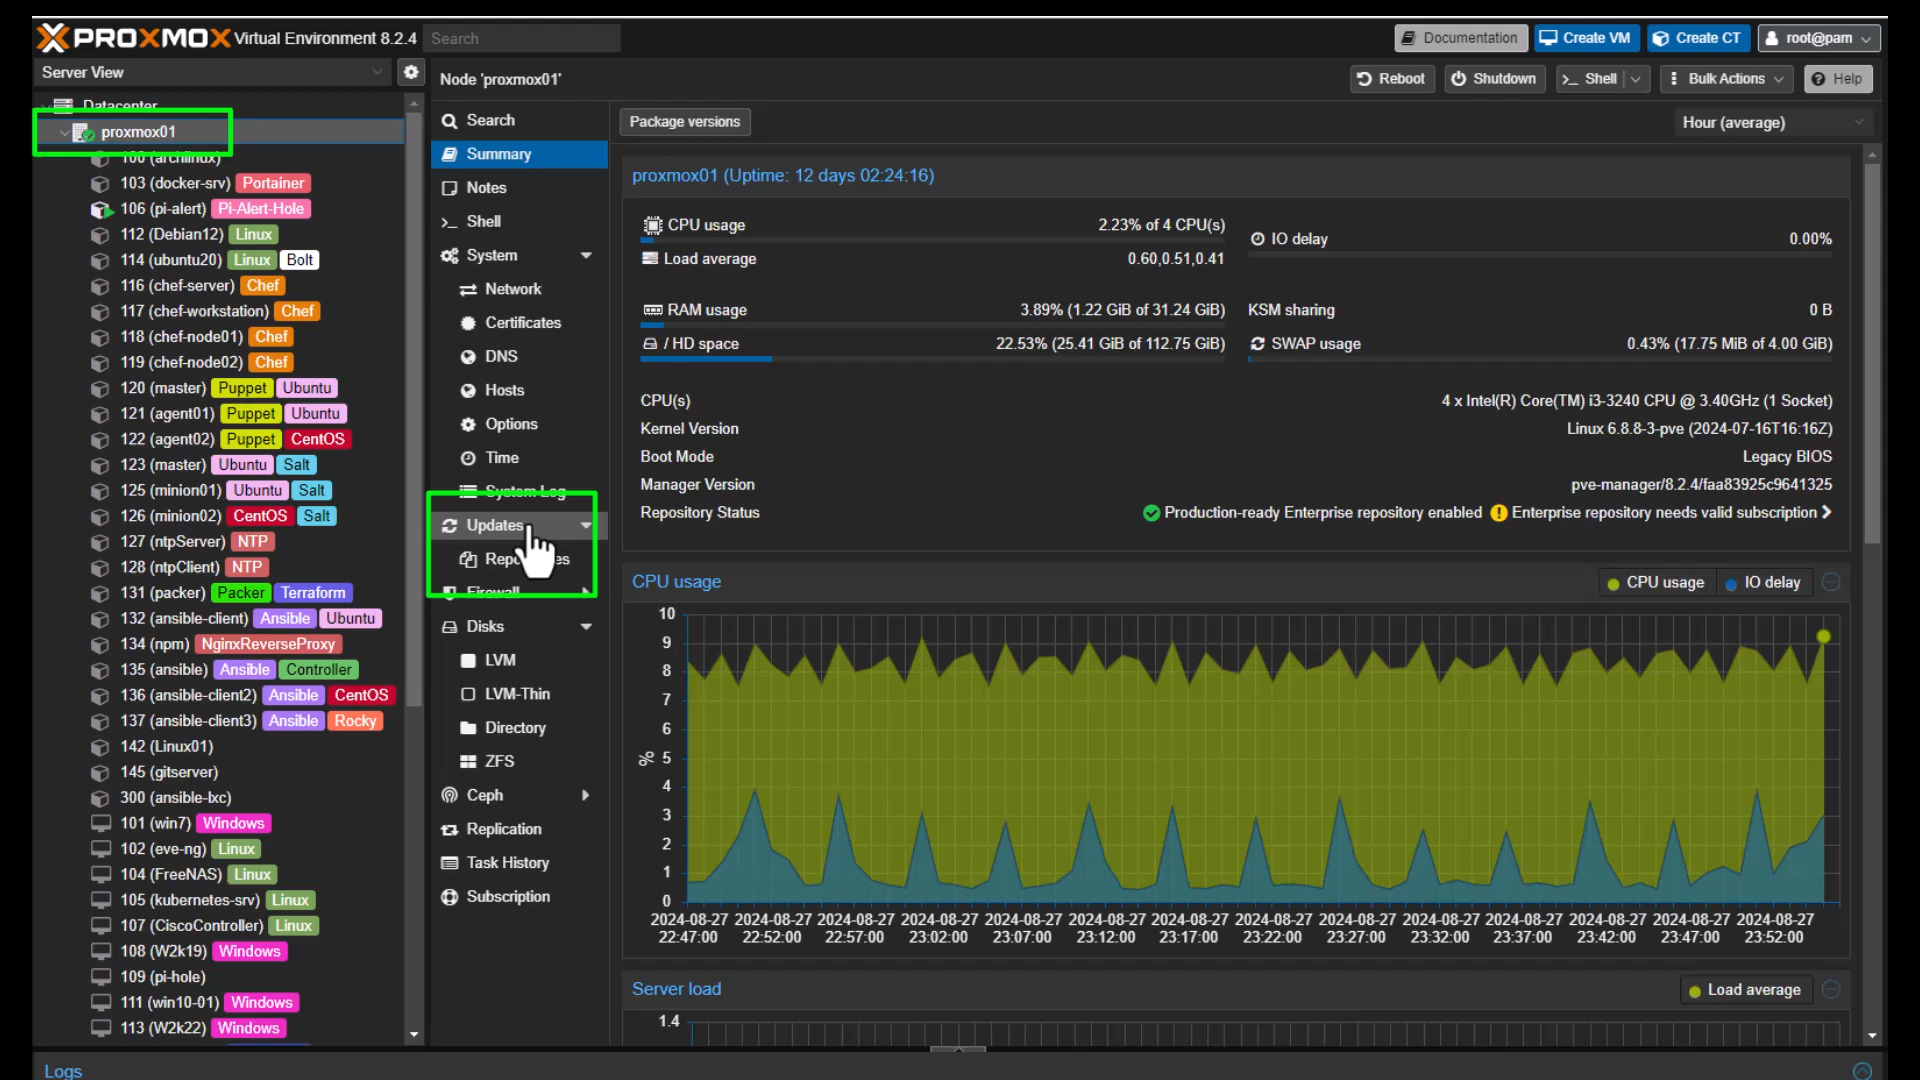 PROXMOX Virtual Environment 8.2.4 Search Documentation Create VM Create CT root@pam
Server View
Datacenter
proxmox01
100 (archlinux)
103 (docker-srv) Portainer
106 (pi-alert) Pi-Alert-Hole
112 (Debian12) Linux
114 (ubuntu20) Linux Bolt
116 (chef-server) Chef
117 (chef-workstation) Chef
118 (chef-node01) Chef
119 (chef-node02) Chef
120 (master) Puppet Ubuntu
121 (agent01) Puppet Ubuntu
122 (agent02) Puppet CentOS
123 (master) Ubuntu Salt
125 (minion01) Ubuntu Salt
126 (minion02) CentOS Salt
127 (ntpServer) NTP
128 (ntpClient) NTP
131 (packer) Packer Terraform
132 (ansible-client) Ansible Ubuntu
134 (npm) NginxReverseProxy
135 (ansible) Ansible Controller
136 (ansible-client2) Ansible CentOS
137 (ansible-client3) Ansible Rocky
142 (Linux01)
145 (gitserver)
300 (ansible-lxc)
101 (win7) Windows
102 (eve-ng) Linux
104 (FreeNAS) Linux
105 (kubernetes-srv) Linux
107 (CiscoController) Linux
108 (W2k19) Windows
109 (pi-hole)
111 (win10-01) Windows
113 (W2k22) Windows
Node 'proxmox01' Reboot Shutdown Shell Bulk Actions Help
Search
Summary
Notes
Shell
System
Network
Certificates
DNS
Hosts
Options
Time
System Log
Updates
Firewall
Disks
LVM
LVM-Thin
Directory
ZFS
Ceph
Replication
Task History
Subscription
Package versions Hour (average)
proxmox01 (Uptime: 12 days 02:24:16)
CPU usage 2.23% of 4 CPU(s) IO delay 0.00%
Load average 0.60,0.51,0.41
RAM usage 3.89% (1.22 GiB of 31.24 GiB) KSM sharing 0 B
/ HD space 22.53% (25.41 GiB of 112.75 GiB) SWAP usage 0.43% (17.75 MiB of 4.00 GiB)
CPU(s) 4 x Intel(R) Core(TM) i3-3240 CPU @ 3.40GHz (1 Socket)
Kernel Version Linux 6.8.8-3-pve (2024-07-16T16:16Z)
Boot Mode Legacy BIOS
Manager Version pve-manager/8.2.4/faa83925c9641325
Repository Status Production-ready Enterprise repository enabled Enterprise repository needs valid subscription
CPU usage CPU usage IO delay
10
9
8
7
6
% 5
4
3
2
1
0
2024-08-27 2024-08-27 2024-08-27 2024-08-27 2024-08-27 2024-08-27 2024-08-27 2024-08-27 2024-08-27 2024-08-27 2024-08-27 2024-08-27 2024-08-27 2024-08-27
22:47:00 22:52:00 22:57:00 23:02:00 23:07:00 23:12:00 23:17:00 23:22:00 23:27:00 23:32:00 23:37:00 23:42:00 23:47:00 23:52:00
Server load Load average
1.4
Logs